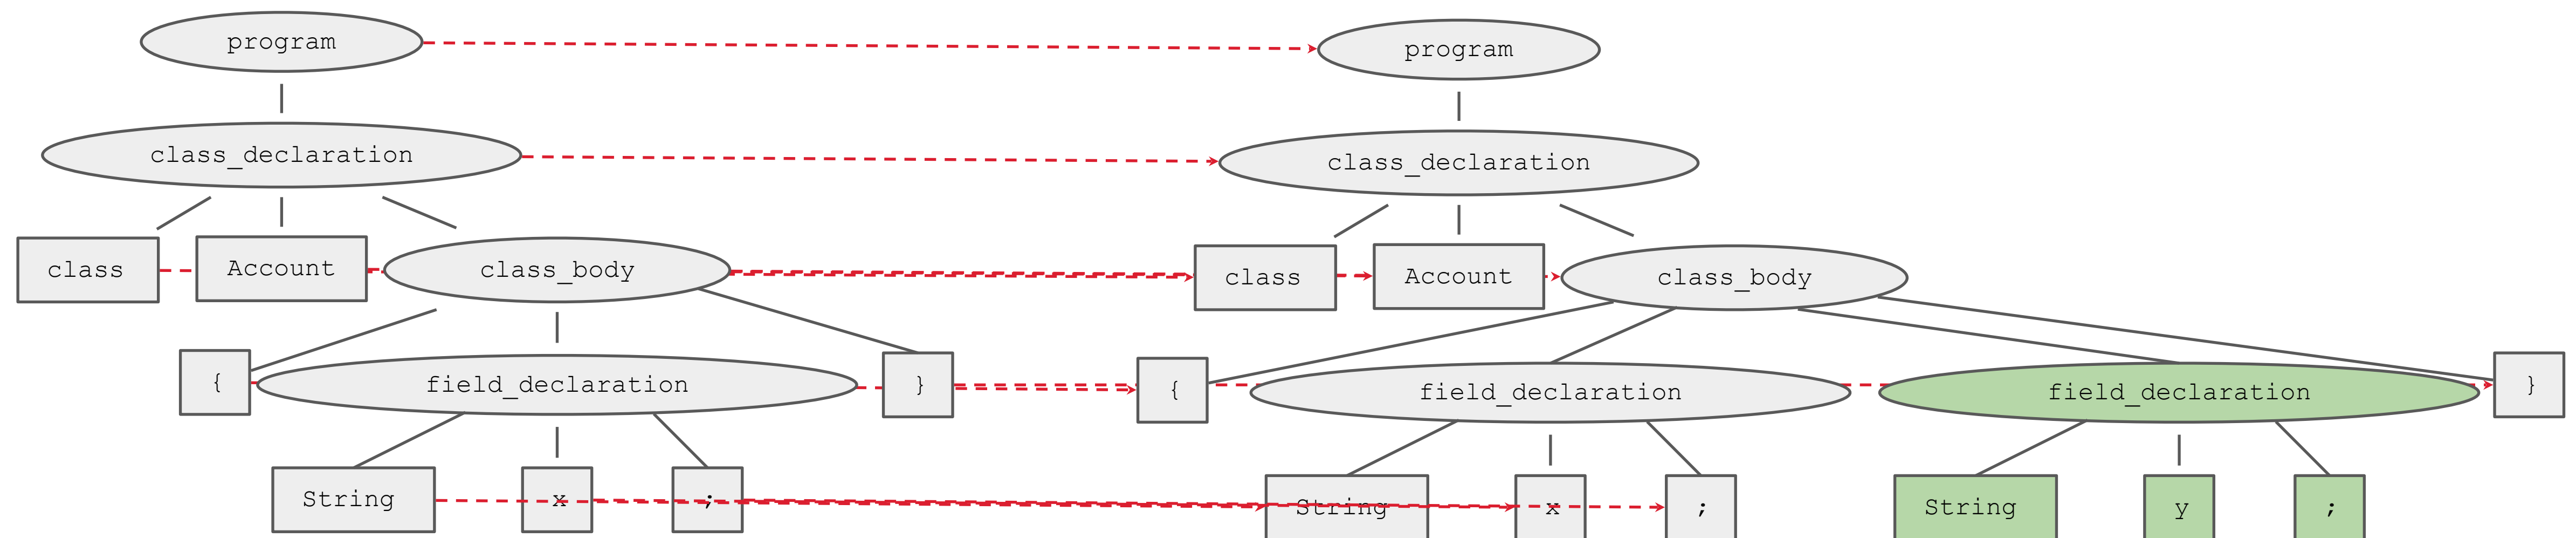 program program
class_declaration class_declaration
class Account class_body class Account class_body
{ field_declaration } { field_declaration field_declaration }
String x ; String x ; String y ;